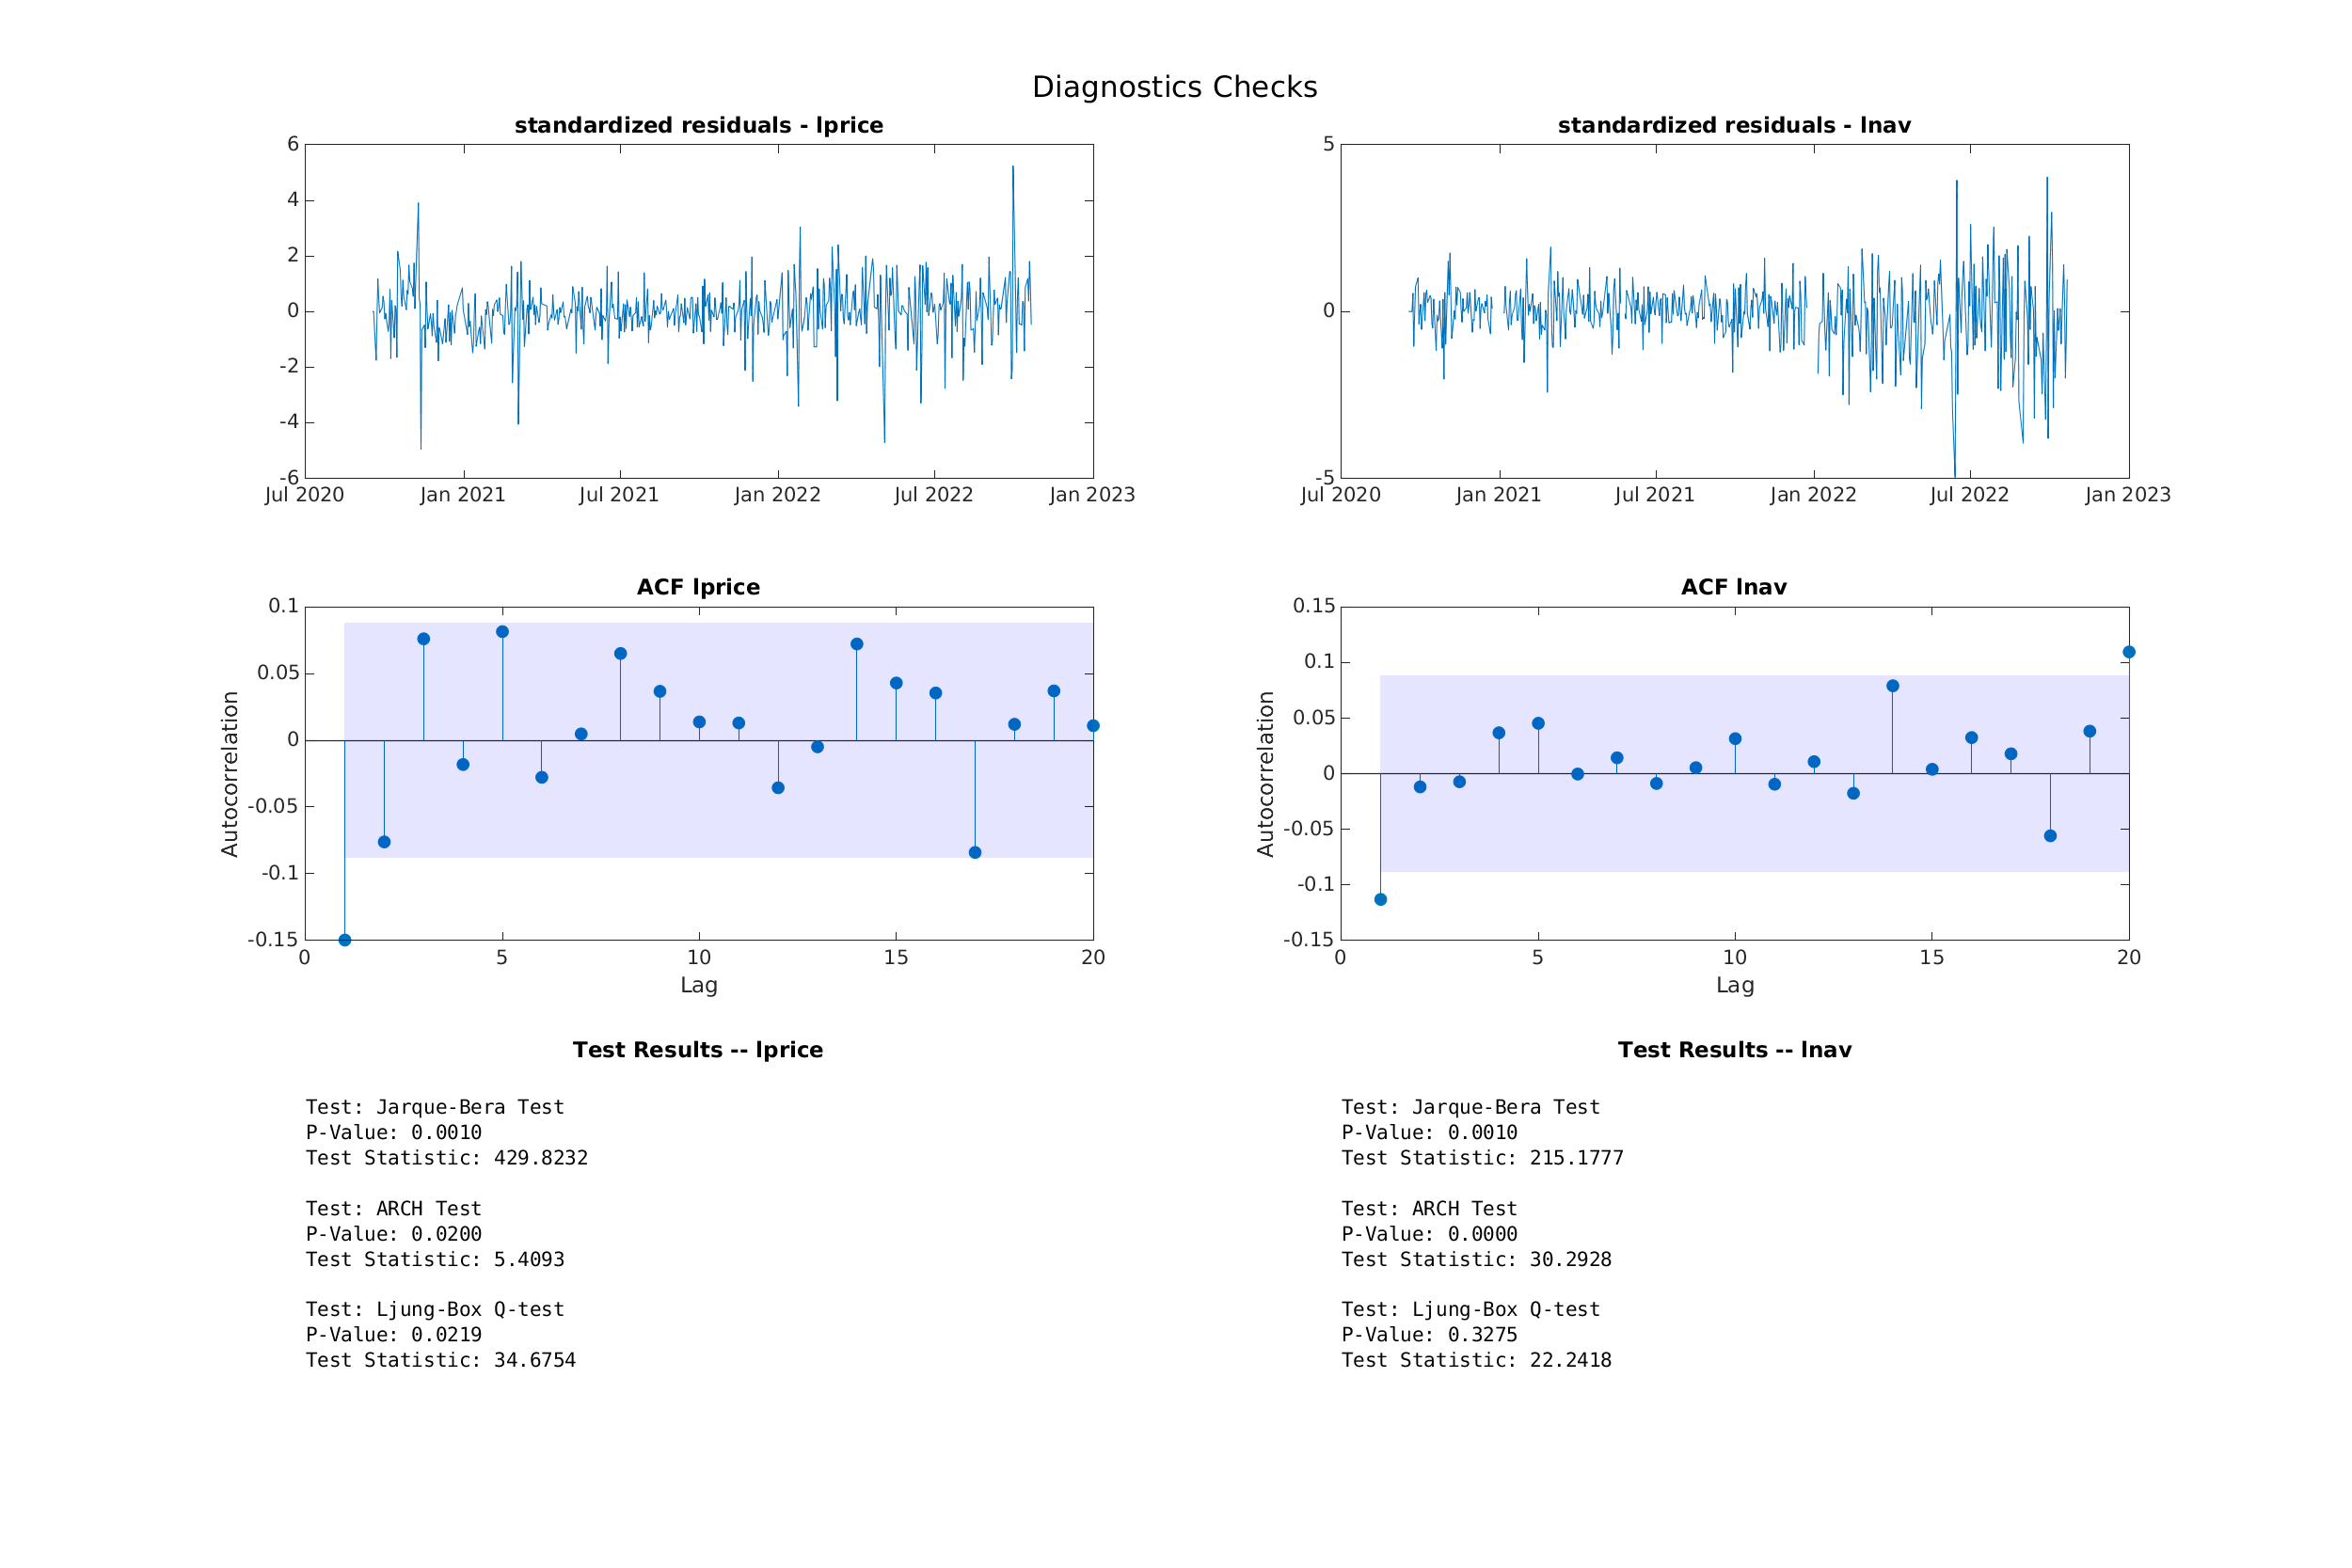 Diagnostics Checks
standardized residuals - lprice
6
4
2
0
-2
-4
-6
Jul 2020 Jan 2021 Jul 2021 Jan 2022 Jul 2022 Jan 2023
standardized residuals - lnav
5
0
-5
Jul 2020 Jan 2021 Jul 2021 Jan 2022 Jul 2022 Jan 2023
ACF lprice
0.1
0.05
0
-0.05
-0.1
-0.15
Autocorrelation
0 5 10 15 20
Lag
ACF lnav
0.15
0.1
0.05
0
-0.05
-0.1
-0.15
Autocorrelation
0 5 10 15 20
Lag
Test Results -- lprice
Test: Jarque-Bera Test
P-Value: 0.0010
Test Statistic: 429.8232
Test: ARCH Test
P-Value: 0.0200
Test Statistic: 5.4093
Test: Ljung-Box Q-test
P-Value: 0.0219
Test Statistic: 34.6754
Test Results -- lnav
Test: Jarque-Bera Test
P-Value: 0.0010
Test Statistic: 215.1777
Test: ARCH Test
P-Value: 0.0000
Test Statistic: 30.2928
Test: Ljung-Box Q-test
P-Value: 0.3275
Test Statistic: 22.2418